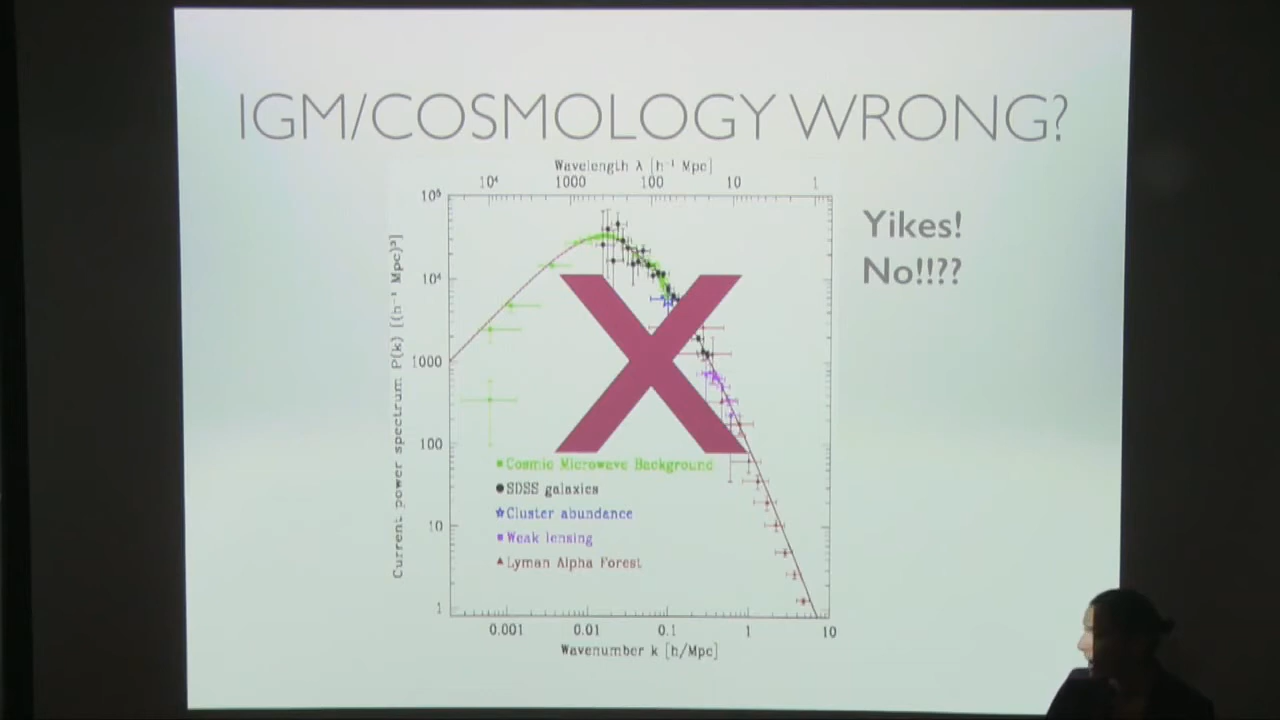 IGM/COSMOLOGY WRONG?
Wavelength λ [h⁻¹ Mpc]
10⁴ 1000 100 10 1
Yikes!
No!!??
Current power spectrum P(k) [(h⁻¹ Mpc)³]
10⁵
10⁴
1000
100
10
1
Cosmic Microwave Background
SDSS galaxies
Cluster abundance
Weak lensing
Lyman Alpha Forest
0.001 0.01 0.1 1 10
Wavenumber k [h/Mpc]